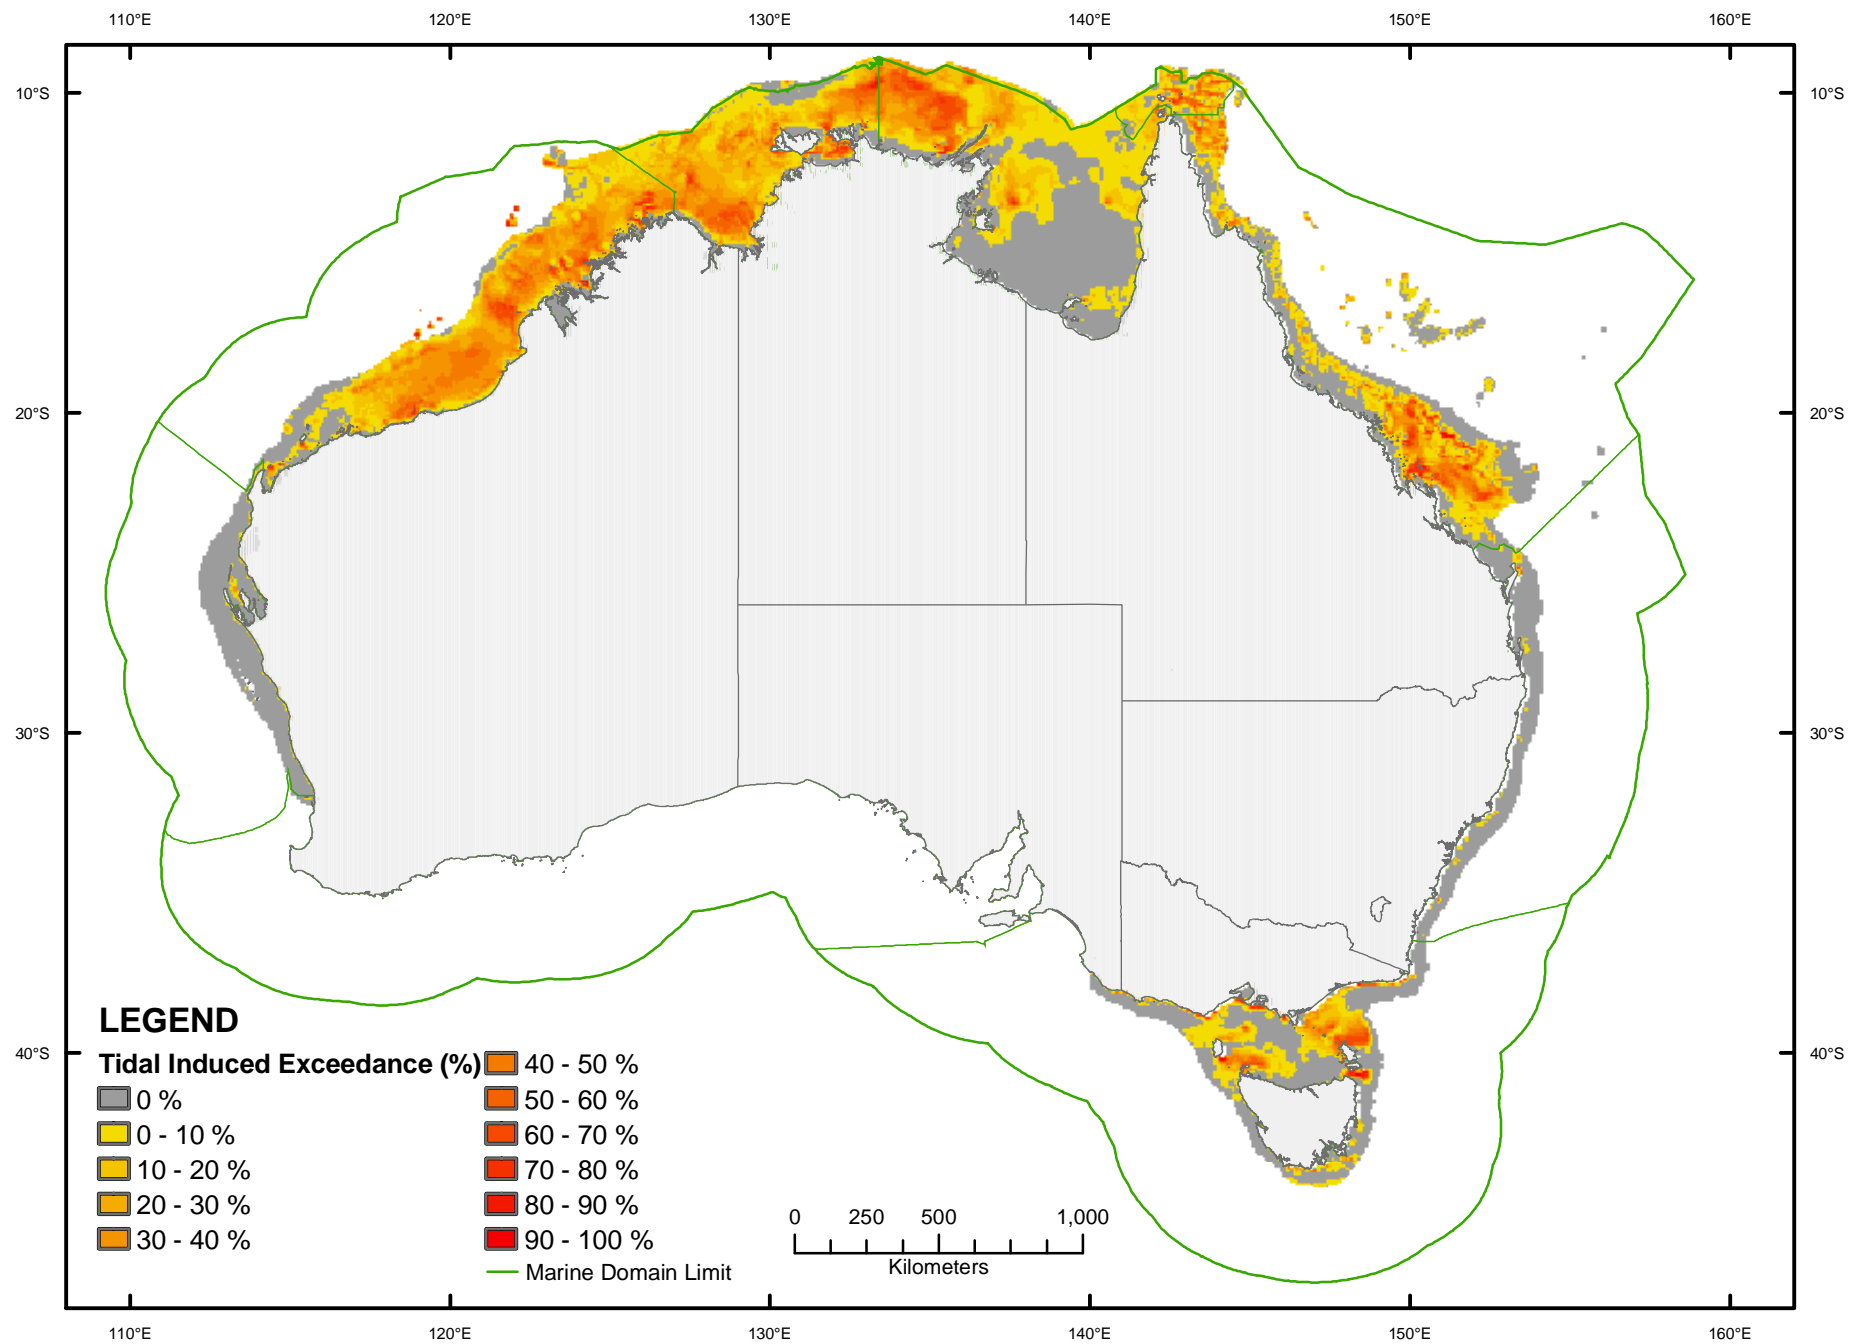 110°E 120°E 130°E 140°E 150°E 160°E
10°S 10°S
20°S 20°S
30°S 30°S
40°S 40°S
LEGEND
Tidal Induced Exceedance (%)
0 %
0 - 10 %
10 - 20 %
20 - 30 %
30 - 40 %
40 - 50 %
50 - 60 %
60 - 70 %
70 - 80 %
80 - 90 %
90 - 100 %
Marine Domain Limit
0 250 500 1,000
Kilometers
110°E 120°E 130°E 140°E 150°E 160°E